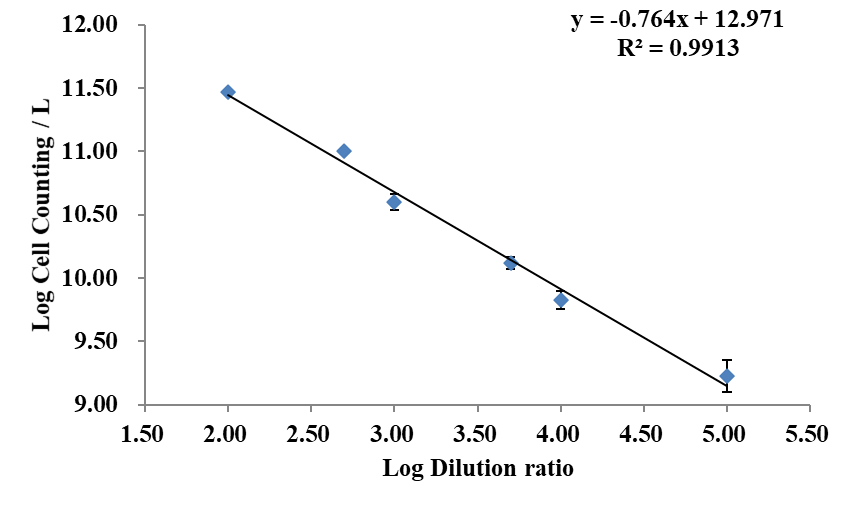 y = -0.764x + 12.971
R² = 0.9913
12.00
11.50
11.00
10.50
10.00
9.50
9.00
Log Cell Counting / L
1.50 2.00 2.50 3.00 3.50 4.00 4.50 5.00 5.50
Log Dilution ratio